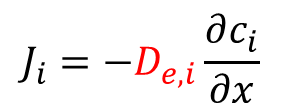 J_i = −D_{e,i} ∂c_i/∂x